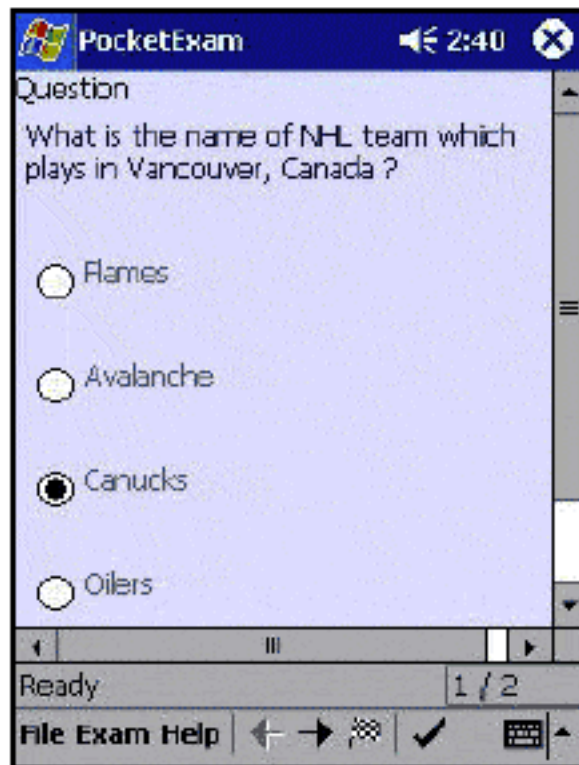 PocketExam 2:40
Question
What is the name of NHL team which
plays in Vancouver, Canada ?
Flames
Avalanche
Canucks
Oilers
Ready 1 / 2
File Exam Help